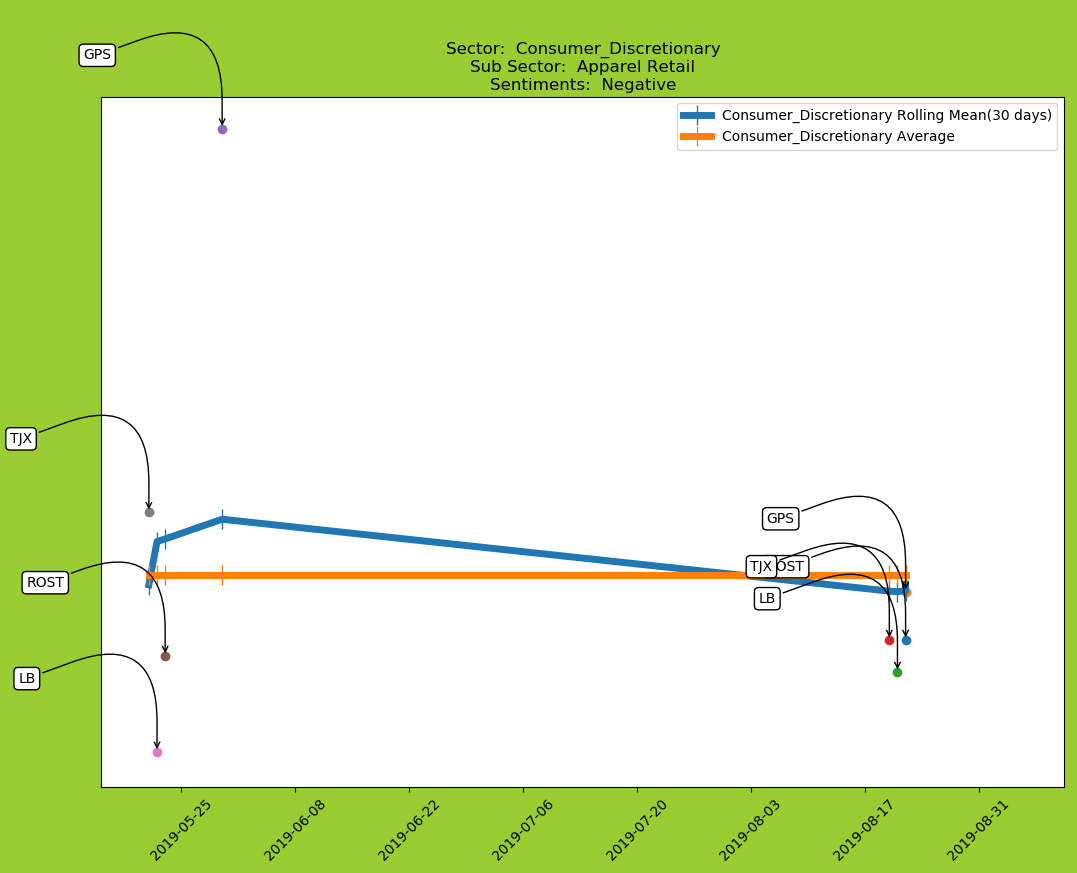 Sector:  Consumer_Discretionary
Sub Sector:  Apparel Retail
Sentiments:  Negative
Consumer_Discretionary Rolling Mean(30 days)
Consumer_Discretionary Average
GPS
TJX
ROST
LB
GPS
TJX OST
LB
2019-05-25
2019-06-08
2019-06-22
2019-07-06
2019-07-20
2019-08-03
2019-08-17
2019-08-31